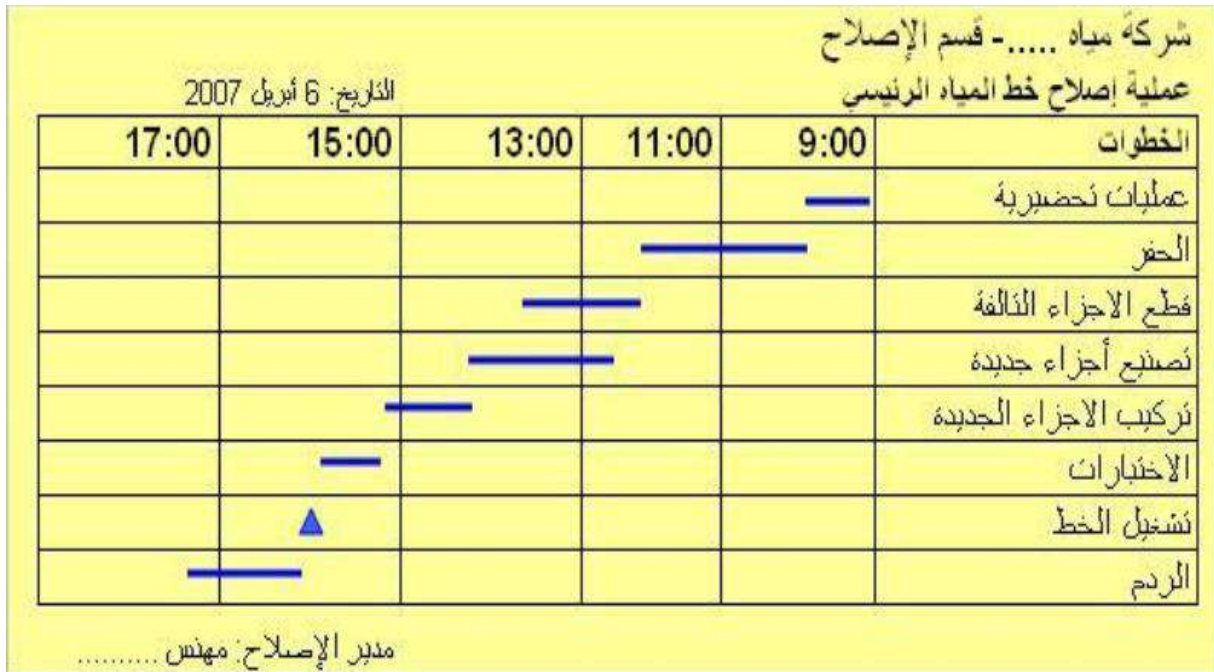 شركة مياه .....- قسم الإصلاح
عملية إصلاح خط المياه الرئيسي
التاريخ: 6 أبريل 2007
الخطوات 9:00 11:00 13:00 15:00 17:00
عمليات تحضيرية
الحفر
قطع الاجزاء التالفة
تصنيع أجزاء جديدة
تركيب الاجزاء الجديدة
الاختبارات
تشغيل الخط
الردم
مدير الإصلاح: مهنس ..........